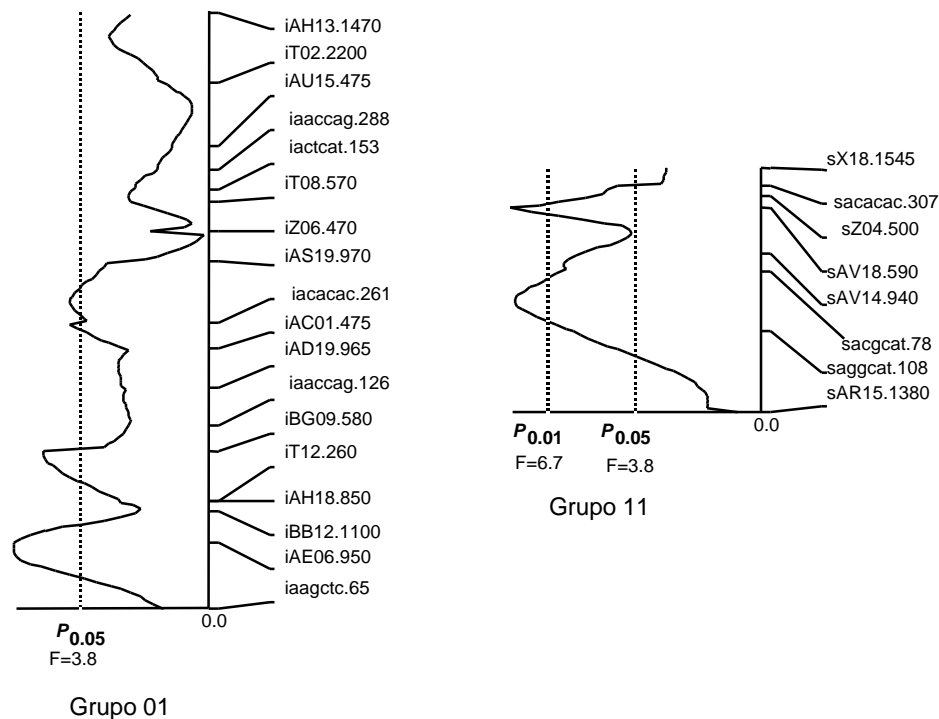 iAH13.1470
iT02.2200
iAU15.475
iaaccag.288
iactcat.153
iT08.570
iZ06.470
iAS19.970
iacacac.261
iAC01.475
iAD19.965
iaaccag.126
iBG09.580
iT12.260
iAH18.850
iBB12.1100
iAE06.950
iaagctc.65
0.0
P0.05
F=3.8
Grupo 01
sX18.1545
sacacac.307
sZ04.500
sAV18.590
sAV14.940
sacgcat.78
saggcat.108
sAR15.1380
0.0
P0.01 P0.05
F=6.7 F=3.8
Grupo 11